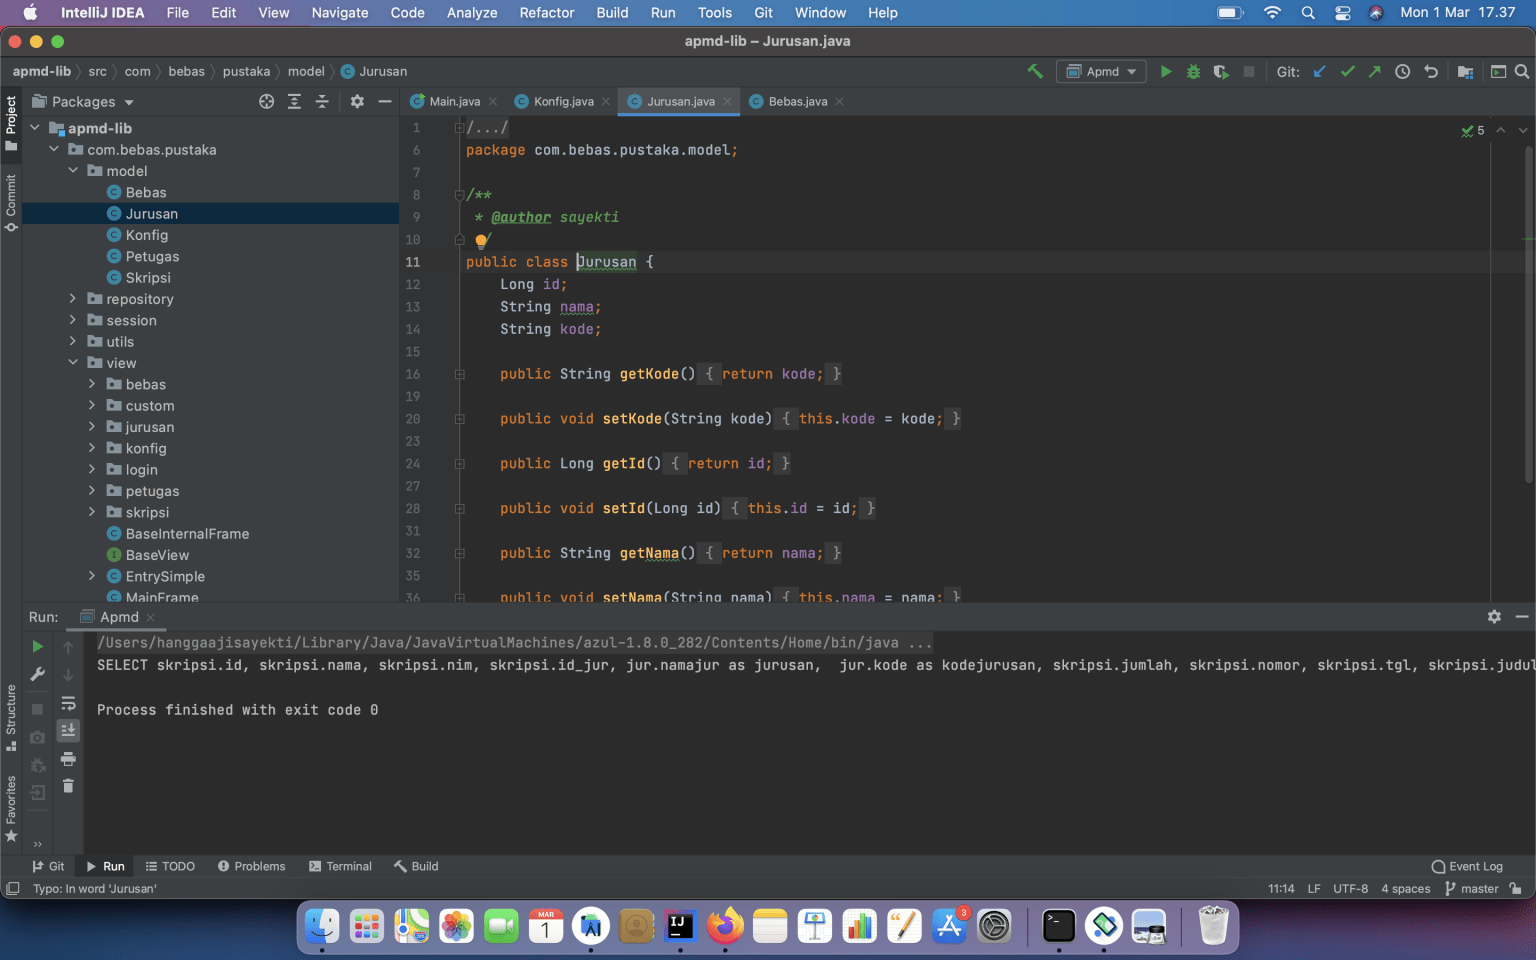 IntelliJ IDEA File Edit View Navigate Code Analyze Refactor Build Run Tools Git Window Help Mon 1 Mar 17.37
apmd-lib – Jurusan.java
apmd-lib src com bebas pustaka model Jurusan Apmd Git:
Project
Commit
Structure
Favorites
Packages
apmd-lib
com.bebas.pustaka
model
Bebas
Jurusan
Konfig
Petugas
Skripsi
repository
session
utils
view
bebas
custom
jurusan
konfig
login
petugas
skripsi
BaseInternalFrame
BaseView
EntrySimple
MainFrame
Main.java Konfig.java Jurusan.java Bebas.java
5
1 /.../
6 package com.bebas.pustaka.model;
7
8 /**
9 * @author sayekti
10 /
11 public class Jurusan {
12 Long id;
13 String nama;
14 String kode;
15
16 public String getKode() { return kode; }
19
20 public void setKode(String kode) { this.kode = kode; }
23
24 public Long getId() { return id; }
27
28 public void setId(Long id) { this.id = id; }
31
32 public String getNama() { return nama; }
35
36 public void setNama(String nama) { this.nama = nama; }
Run: Apmd
/Users/hanggaajisayekti/Library/Java/JavaVirtualMachines/azul-1.8.0_282/Contents/Home/bin/java ...
SELECT skripsi.id, skripsi.nama, skripsi.nim, skripsi.id_jur, jur.namajur as jurusan,  jur.kode as kodejurusan, skripsi.jumlah, skripsi.nomor, skripsi.tgl, skripsi.judul
Process finished with exit code 0
Git Run TODO Problems Terminal Build Event Log
Typo: In word 'Jurusan' 11:14 LF UTF-8 4 spaces master
MAR
1
IJ
3